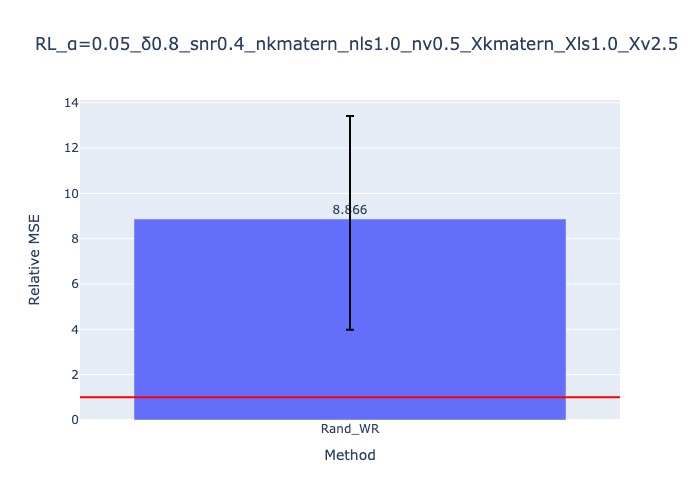 RL_α=0.05_δ0.8_snr0.4_nkmatern_nls1.0_nv0.5_Xkmatern_Xls1.0_Xv2.5
14
12
10
8
6
4
2
0
Relative MSE
8.866
Rand_WR
Method